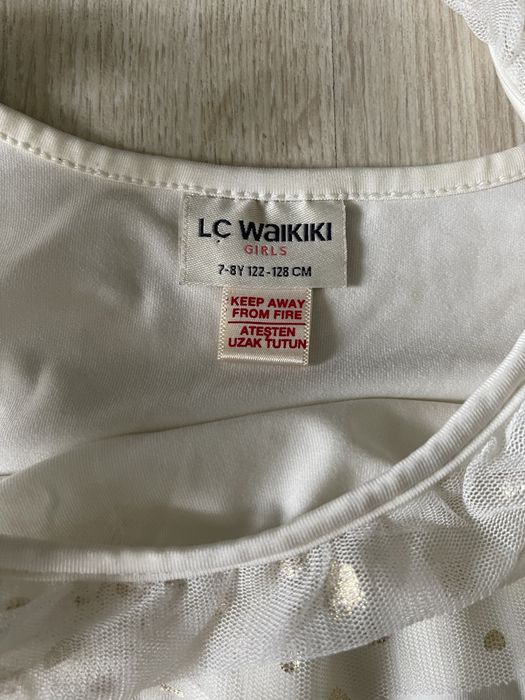 LC WAIKIKI
GIRLS
7-8Y 122-128 CM
KEEP AWAY
FROM FIRE
ATEŞTEN
UZAK TUTUN